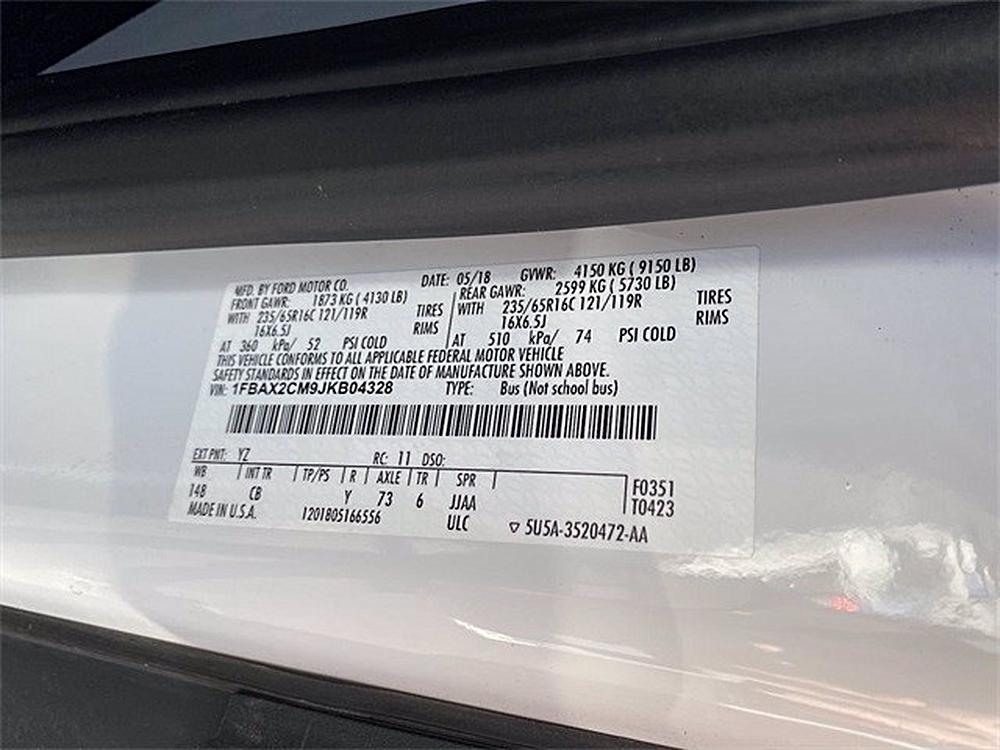 MFD. BY FORD MOTOR CO. DATE: 05/18 GVWR: 4150 KG ( 9150 LB)
FRONT GAWR: 1873 KG ( 4130 LB) REAR GAWR: 2599 KG ( 5730 LB)
WITH 235/65R16C 121/119R TIRES WITH 235/65R16C 121/119R TIRES
16X6.5J RIMS 16X6.5J RIMS
AT 360 kPa/ 52 PSI COLD AT 510 kPa/ 74 PSI COLD
THIS VEHICLE CONFORMS TO ALL APPLICABLE FEDERAL MOTOR VEHICLE
SAFETY STANDARDS IN EFFECT ON THE DATE OF MANUFACTURE SHOWN ABOVE.
VIN: 1FBAX2CM9JKB04328 TYPE: Bus (Not school bus)
EXT PNT: YZ RC: 11 DSO:
WB INT TR TP/PS R AXLE TR SPR F0351
148 CB Y 73 6 JJAA T0423
MADE IN U.S.A. 1201805166556 ULC 5U5A-3520472-AA